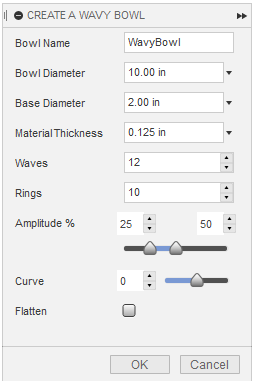 CREATE A WAVY BOWL
Bowl Name WavyBowl
Bowl Diameter 10.00 in
Base Diameter 2.00 in
Material Thickness 0.125 in
Waves 12
Rings 10
Amplitude % 25 50
Curve 0
Flatten
OK Cancel